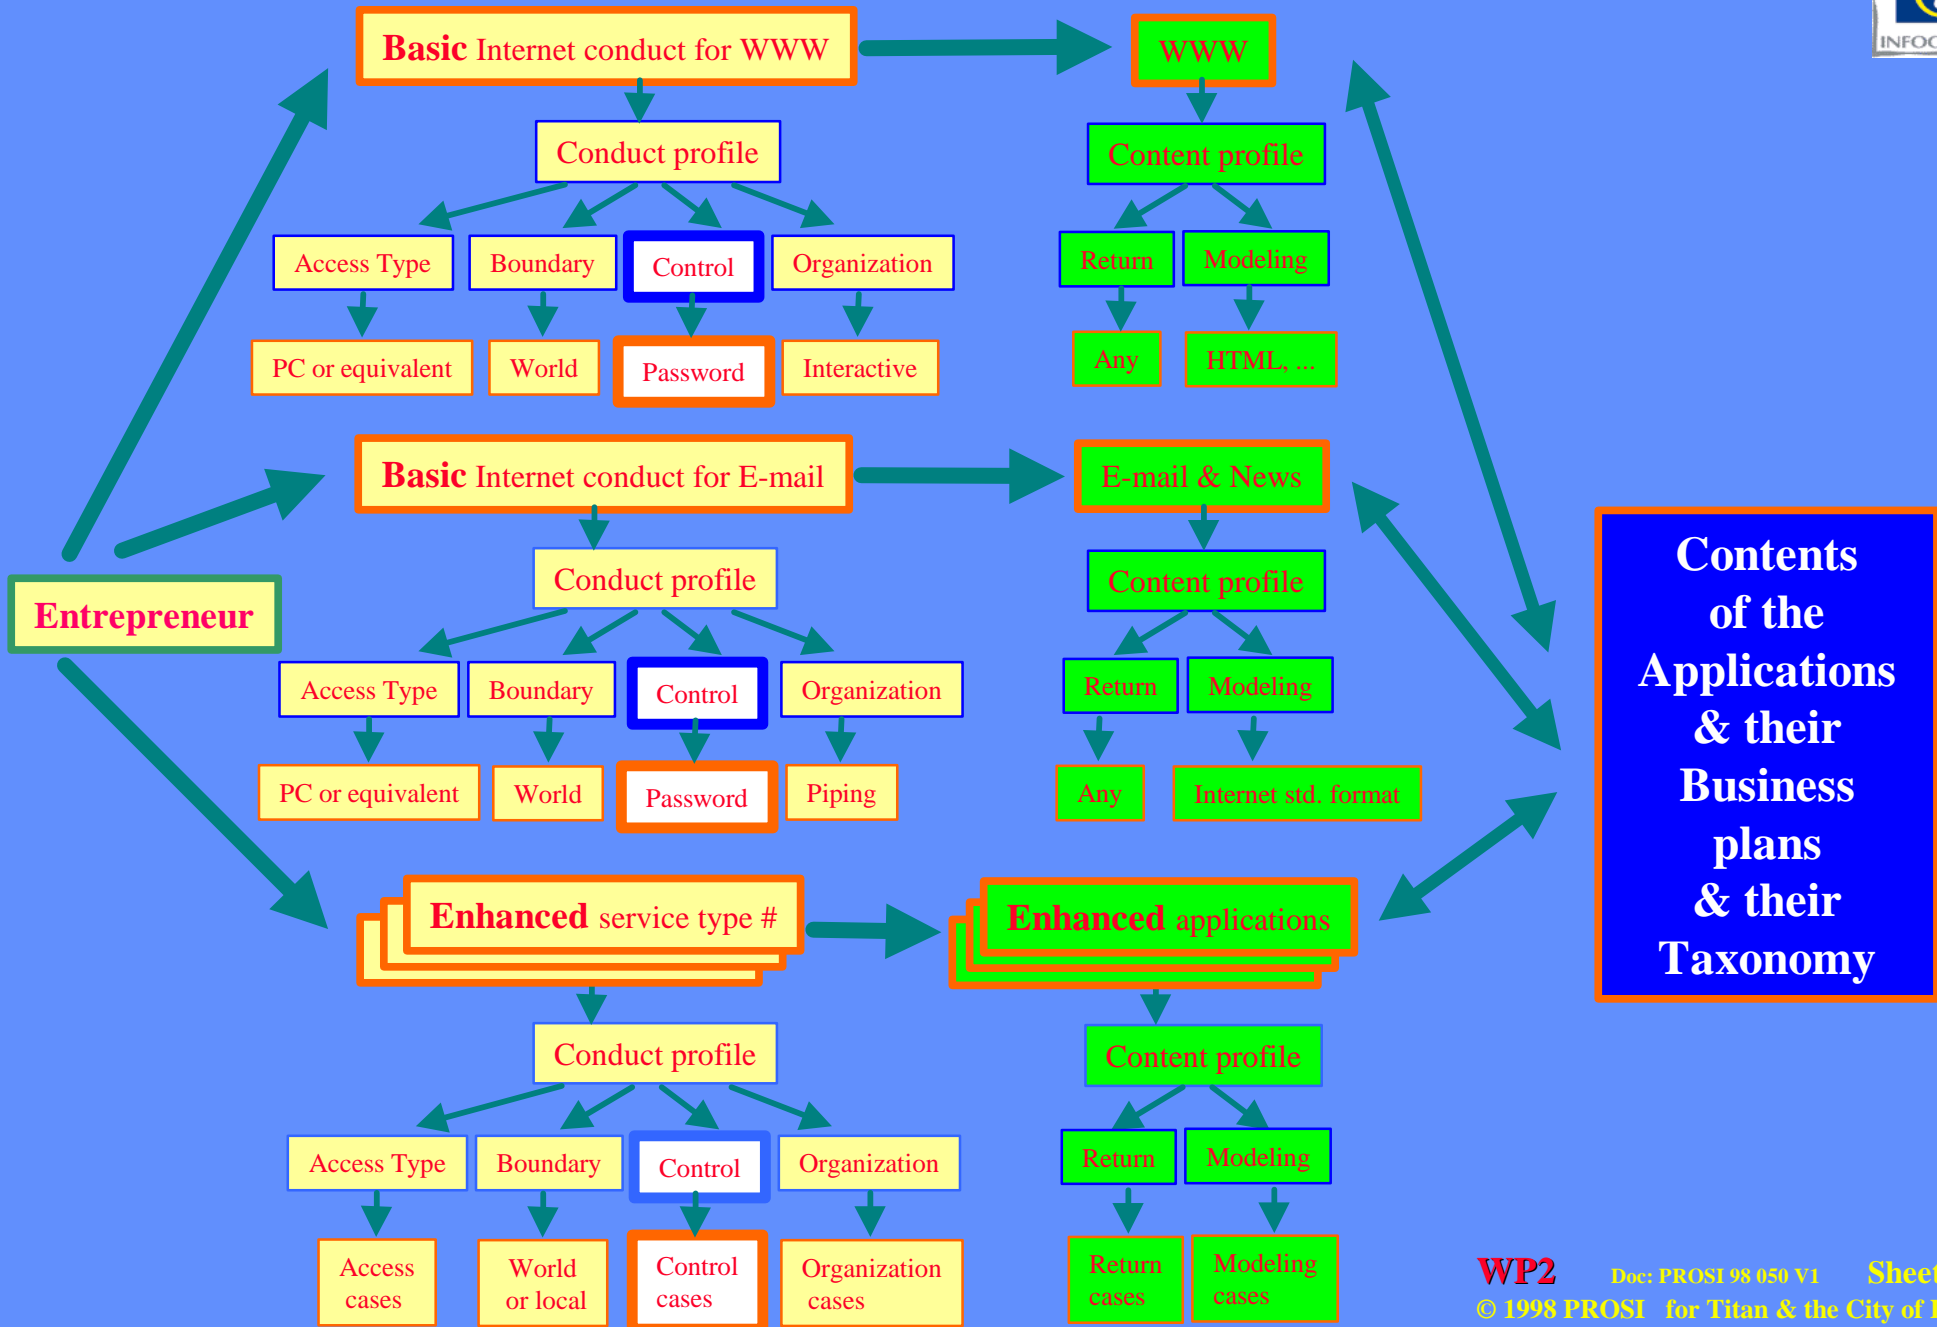 Basic Internet conduct for WWW
WWW
Conduct profile
Content profile
Access Type
Boundary
Control
Organization
Return
Modeling
PC or equivalent
World
Password
Interactive
Any
HTML, ...
Basic Internet conduct for E-mail
E-mail & News
Conduct profile
Content profile
Entrepreneur
Contents
of the
Applications
& their
Business
plans
& their
Taxonomy
Access Type
Boundary
Control
Organization
Return
Modeling
PC or equivalent
World
Password
Piping
Any
Internet std. format
Enhanced service type #
Enhanced applications
Conduct profile
Content profile
Access Type
Boundary
Control
Organization
Return
Modeling
Access
cases
World
or local
Control
cases
Organization
cases
Return
cases
Modeling
cases
WP2 Doc: PROSI 98 050 V1 Sheet
© 1998 PROSI for Titan & the City of